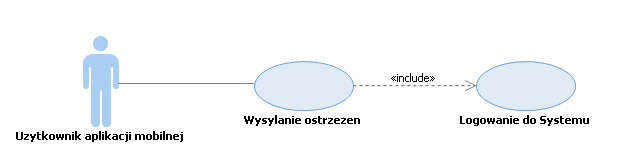 «include»
Uzytkownik aplikacji mobilnej
Wysylanie ostrzezen
Logowanie do Systemu